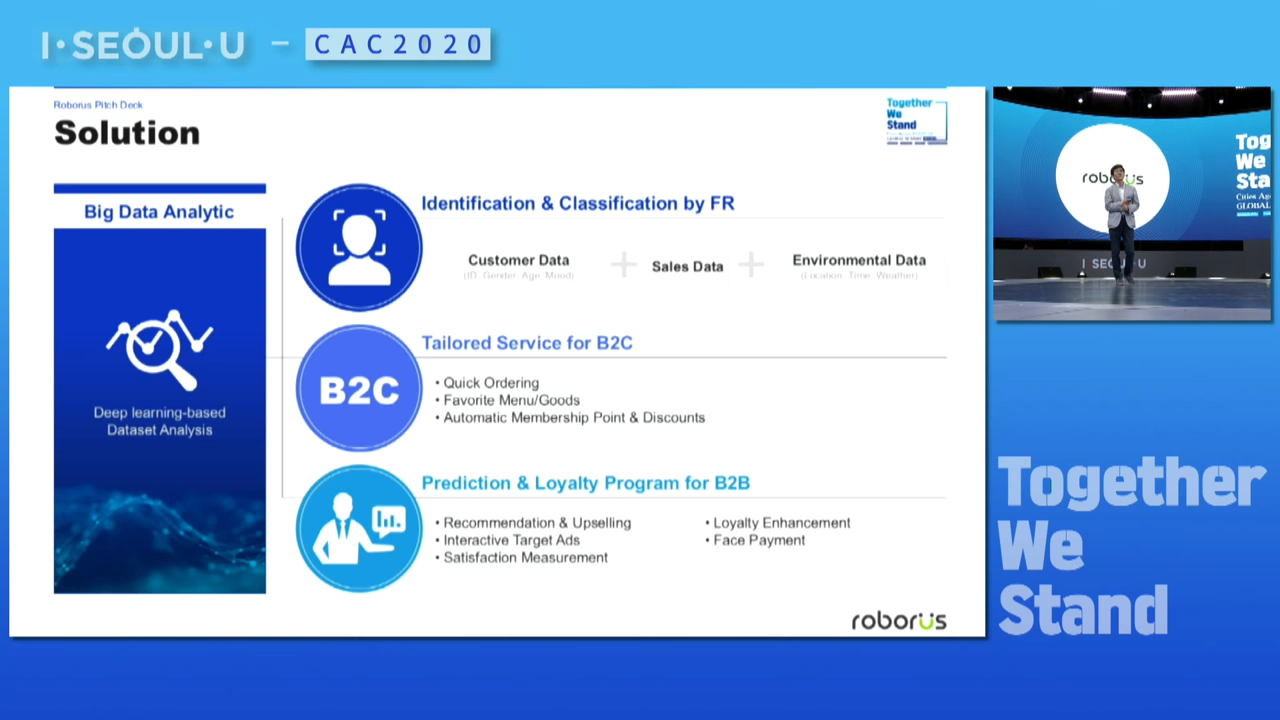 I·SEOUL·U – CAC2020
Roborus Pitch Deck
Solution
Together
We
Stand
Big Data Analytic
Deep learning-based
Dataset Analysis
Identification & Classification by FR
Customer Data + Sales Data + Environmental Data
(ID, Gender, Age, Mood) (Location, Time, Weather)
B2C
Tailored Service for B2C
• Quick Ordering
• Favorite Menu/Goods
• Automatic Membership Point & Discounts
Prediction & Loyalty Program for B2B
• Recommendation & Upselling
• Interactive Target Ads
• Satisfaction Measurement
• Loyalty Enhancement
• Face Payment
roborus
roborus
Tog
We
Sta
Cities Ag
GLOBAL
I SEOUL U
Together
We
Stand